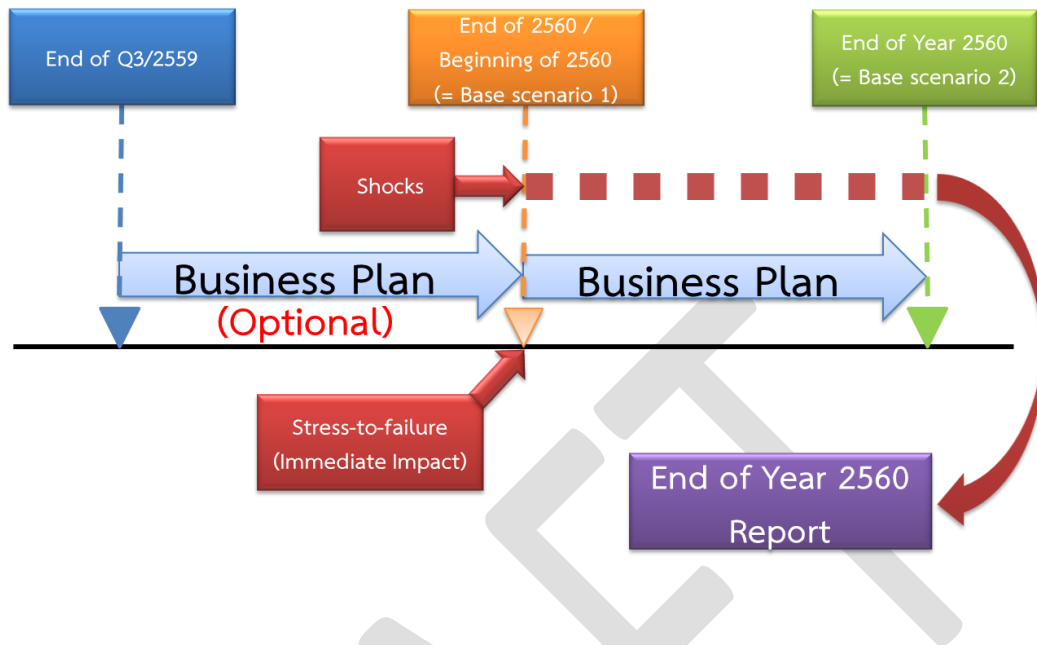 End of Q3/2559
End of 2560 /
Beginning of 2560
(= Base scenario 1)
End of Year 2560
(= Base scenario 2)
Shocks
Business Plan
(Optional)
Business Plan
Stress-to-failure
(Immediate Impact)
End of Year 2560
Report